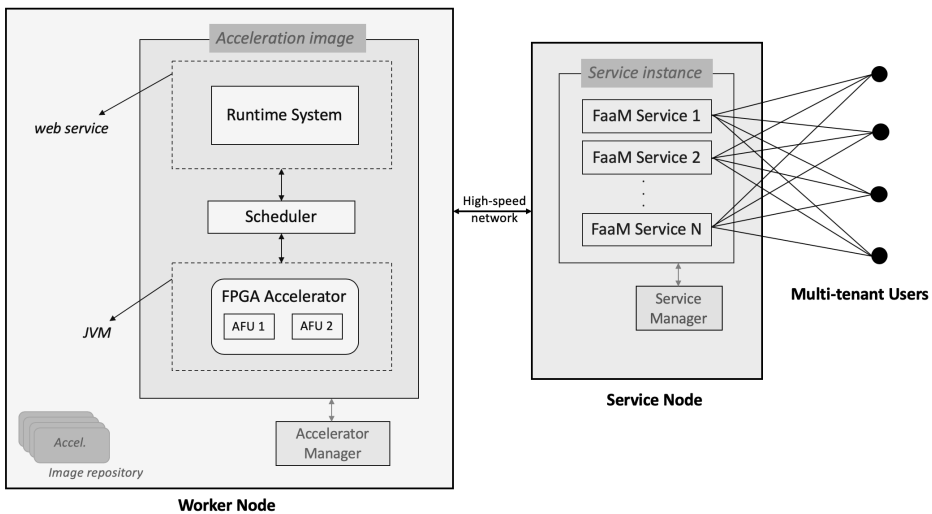 Acceleration image
Runtime System
web service
Scheduler
FPGA Accelerator
AFU 1
AFU 2
JVM
Accelerator
Manager
Accel.
Image repository
Worker Node
High-speed
network
Service instance
FaaM Service 1
FaaM Service 2
FaaM Service N
Service
Manager
Service Node
Multi-tenant Users